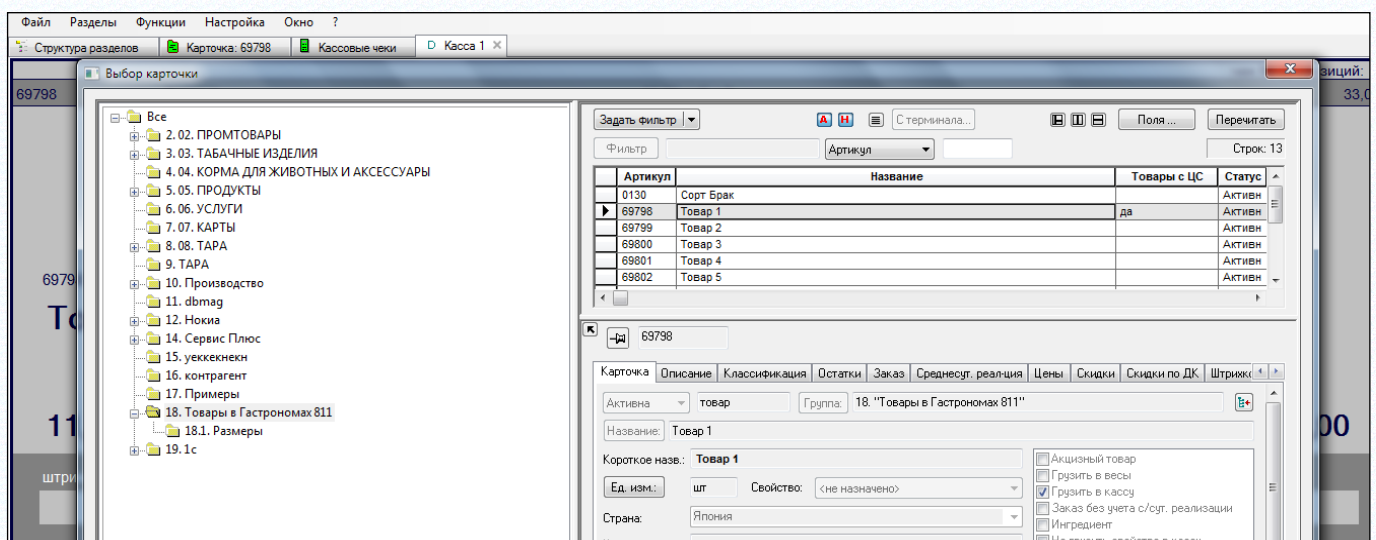 Файл Разделы Функции Настройка Окно ?
Структура разделов Карточка: 69798 Кассовые чеки D Касса 1
Выбор карточки
69798
Все
2. 02. ПРОМТОВАРЫ
3. 03. ТАБАЧНЫЕ ИЗДЕЛИЯ
4. 04. КОРМА ДЛЯ ЖИВОТНЫХ И АКСЕССУАРЫ
5. 05. ПРОДУКТЫ
6. 06. УСЛУГИ
7. 07. КАРТЫ
8. 08. ТАРА
9. ТАРА
10. Производство
11. dbmag
12. Нокиа
14. Сервис Плюс
15. уеккекнекн
16. контрагент
17. Примеры
18. Товары в Гастрономах 811
18.1. Размеры
19. 1с
Задать фильтр А Н С терминала... Поля ... Перечитать
Фильтр Артикул Строк: 13
Артикул Название Товары с ЦС Статус
0130 Сорт Брак Активн
69798 Товар 1 да Активн
69799 Товар 2 Активн
69800 Товар 3 Активн
69801 Товар 4 Активн
69802 Товар 5 Активн
69798
Карточка Описание Классификация Остатки Заказ Среднесут. реал-ция Цены Скидки Скидки по ДК
Активна товар Группа: 18. "Товары в Гастрономах 811"
Название: Товар 1
Короткое назв.: Товар 1
Ед. изм.: шт Свойство: <не назначено>
Страна: Япония
Акцизный товар
Грузить в весы
Грузить в кассу
Заказ без учета с/сут. реализации
Ингредиент